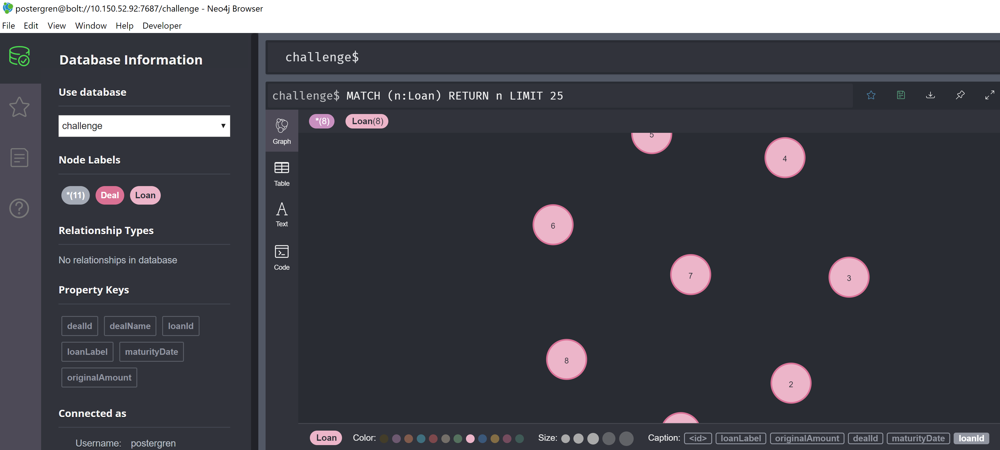 postergren@bolt://10.150.52.92:7687/challenge - Neo4j Browser
File Edit View Window Help Developer
Database Information
Use database
challenge
Node Labels
*(11) Deal Loan
Relationship Types
No relationships in database
Property Keys
dealId dealName loanId
loanLabel maturityDate
originalAmount
Connected as
Username: postergren
challenge$
challenge$ MATCH (n:Loan) RETURN n LIMIT 25
*(8) Loan(8)
Graph
Table
Text
Code
5
4
6
7
3
8
2
Loan Color: Size: Caption: <id> loanLabel originalAmount dealId maturityDate loanId